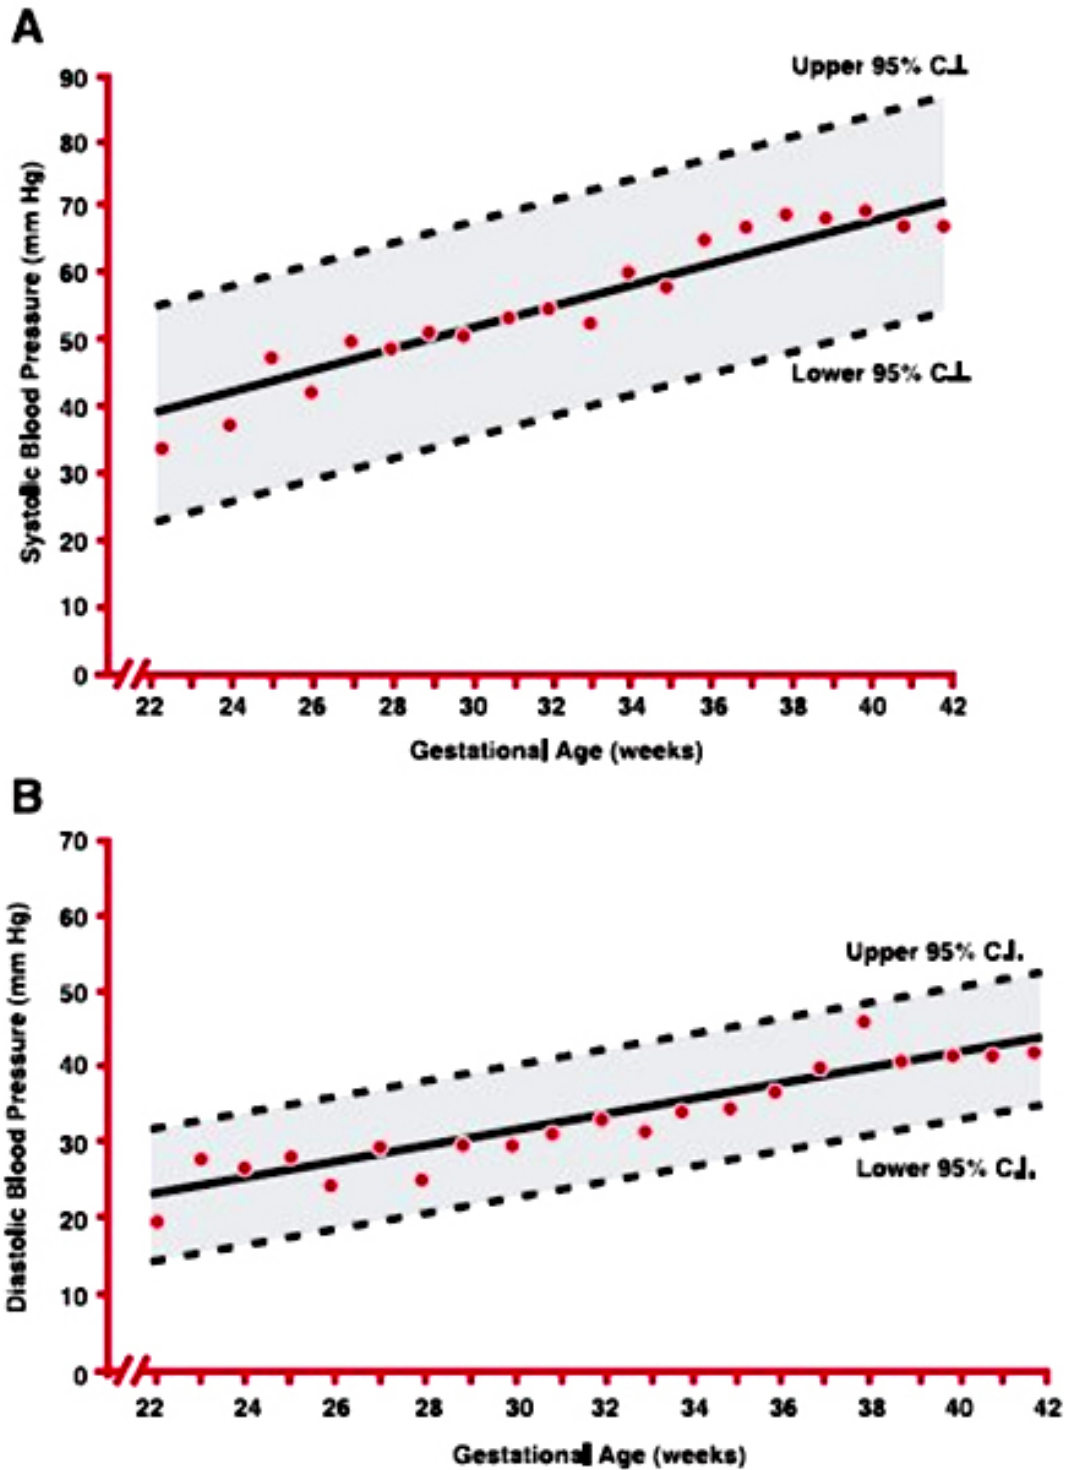 A
Upper 95% C.I.
90
80
70
60
50
40
30
20
10
0
Systolic Blood Pressure (mm Hg)
Lower 95% C.I.
22 24 26 28 30 32 34 36 38 40 42
Gestational Age (weeks)
B
70
60
50
40
30
20
10
0
Diastolic Blood Pressure (mm Hg)
Upper 95% C.I.
Lower 95% C.I.
22 24 26 28 30 32 34 36 38 40 42
Gestational Age (weeks)